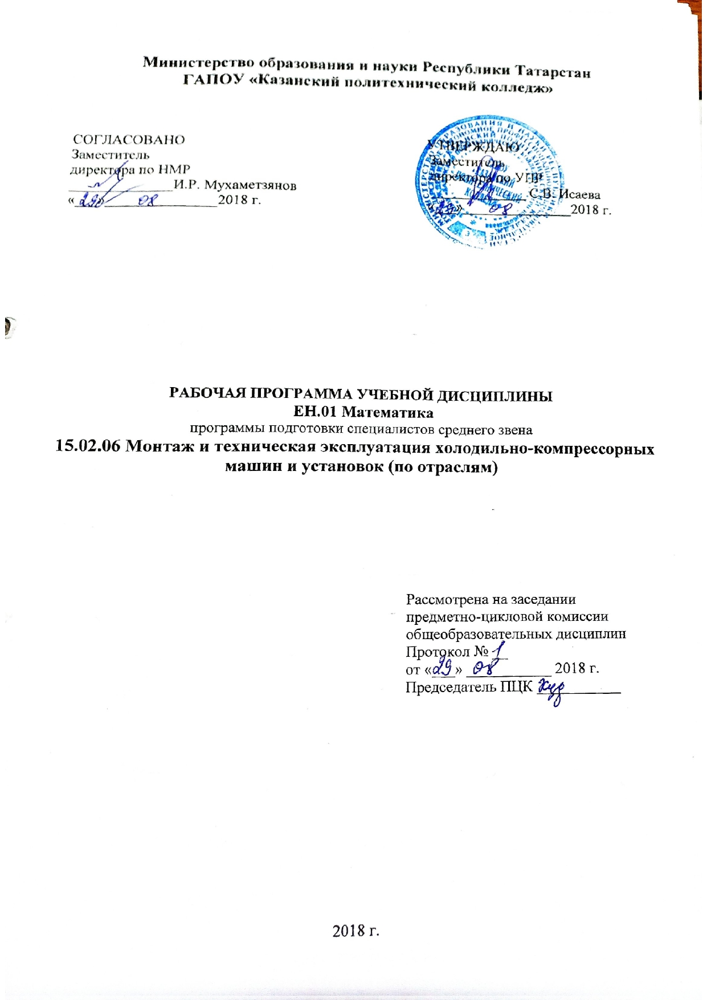 Министерство образования и науки Республики Татарстан
ГАПОУ «Казанский политехнический колледж»
СОГЛАСОВАНО
Заместитель
директора по НМР
И.Р. Мухаметзянов
«29» 08 2018 г.
УТВЕРЖДАЮ
Заместитель
директора по УПР
С.В. Исаева
«29» 08 2018 г.
РАБОЧАЯ ПРОГРАММА УЧЕБНОЙ ДИСЦИПЛИНЫ
ЕН.01 Математика
программы подготовки специалистов среднего звена
15.02.06 Монтаж и техническая эксплуатация холодильно-компрессорных
машин и установок (по отраслям)
Рассмотрена на заседании
предметно-цикловой комиссии
общеобразовательных дисциплин
Протокол № 1
от «29» 08 2018 г.
Председатель ПЦК
2018 г.